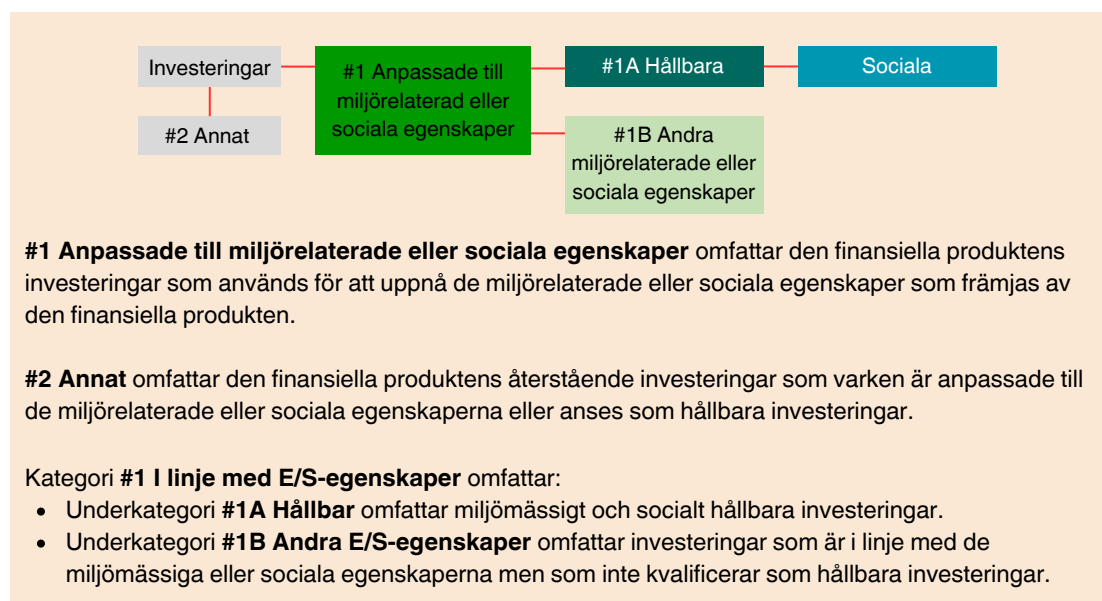 Investeringar
#2 Annat
#1 Anpassade till
miljörelaterad eller
sociala egenskaper
#1A Hållbara
Sociala
#1B Andra
miljörelaterade eller
sociala egenskaper
#1 Anpassade till miljörelaterade eller sociala egenskaper omfattar den finansiella produktens
investeringar som används för att uppnå de miljörelaterade eller sociala egenskaper som främjas av
den finansiella produkten.
#2 Annat omfattar den finansiella produktens återstående investeringar som varken är anpassade till
de miljörelaterade eller sociala egenskaperna eller anses som hållbara investeringar.
Kategori #1 I linje med E/S-egenskaper omfattar:
• Underkategori #1A Hållbar omfattar miljömässigt och socialt hållbara investeringar.
• Underkategori #1B Andra E/S-egenskaper omfattar investeringar som är i linje med de
miljömässiga eller sociala egenskaperna men som inte kvalificerar som hållbara investeringar.